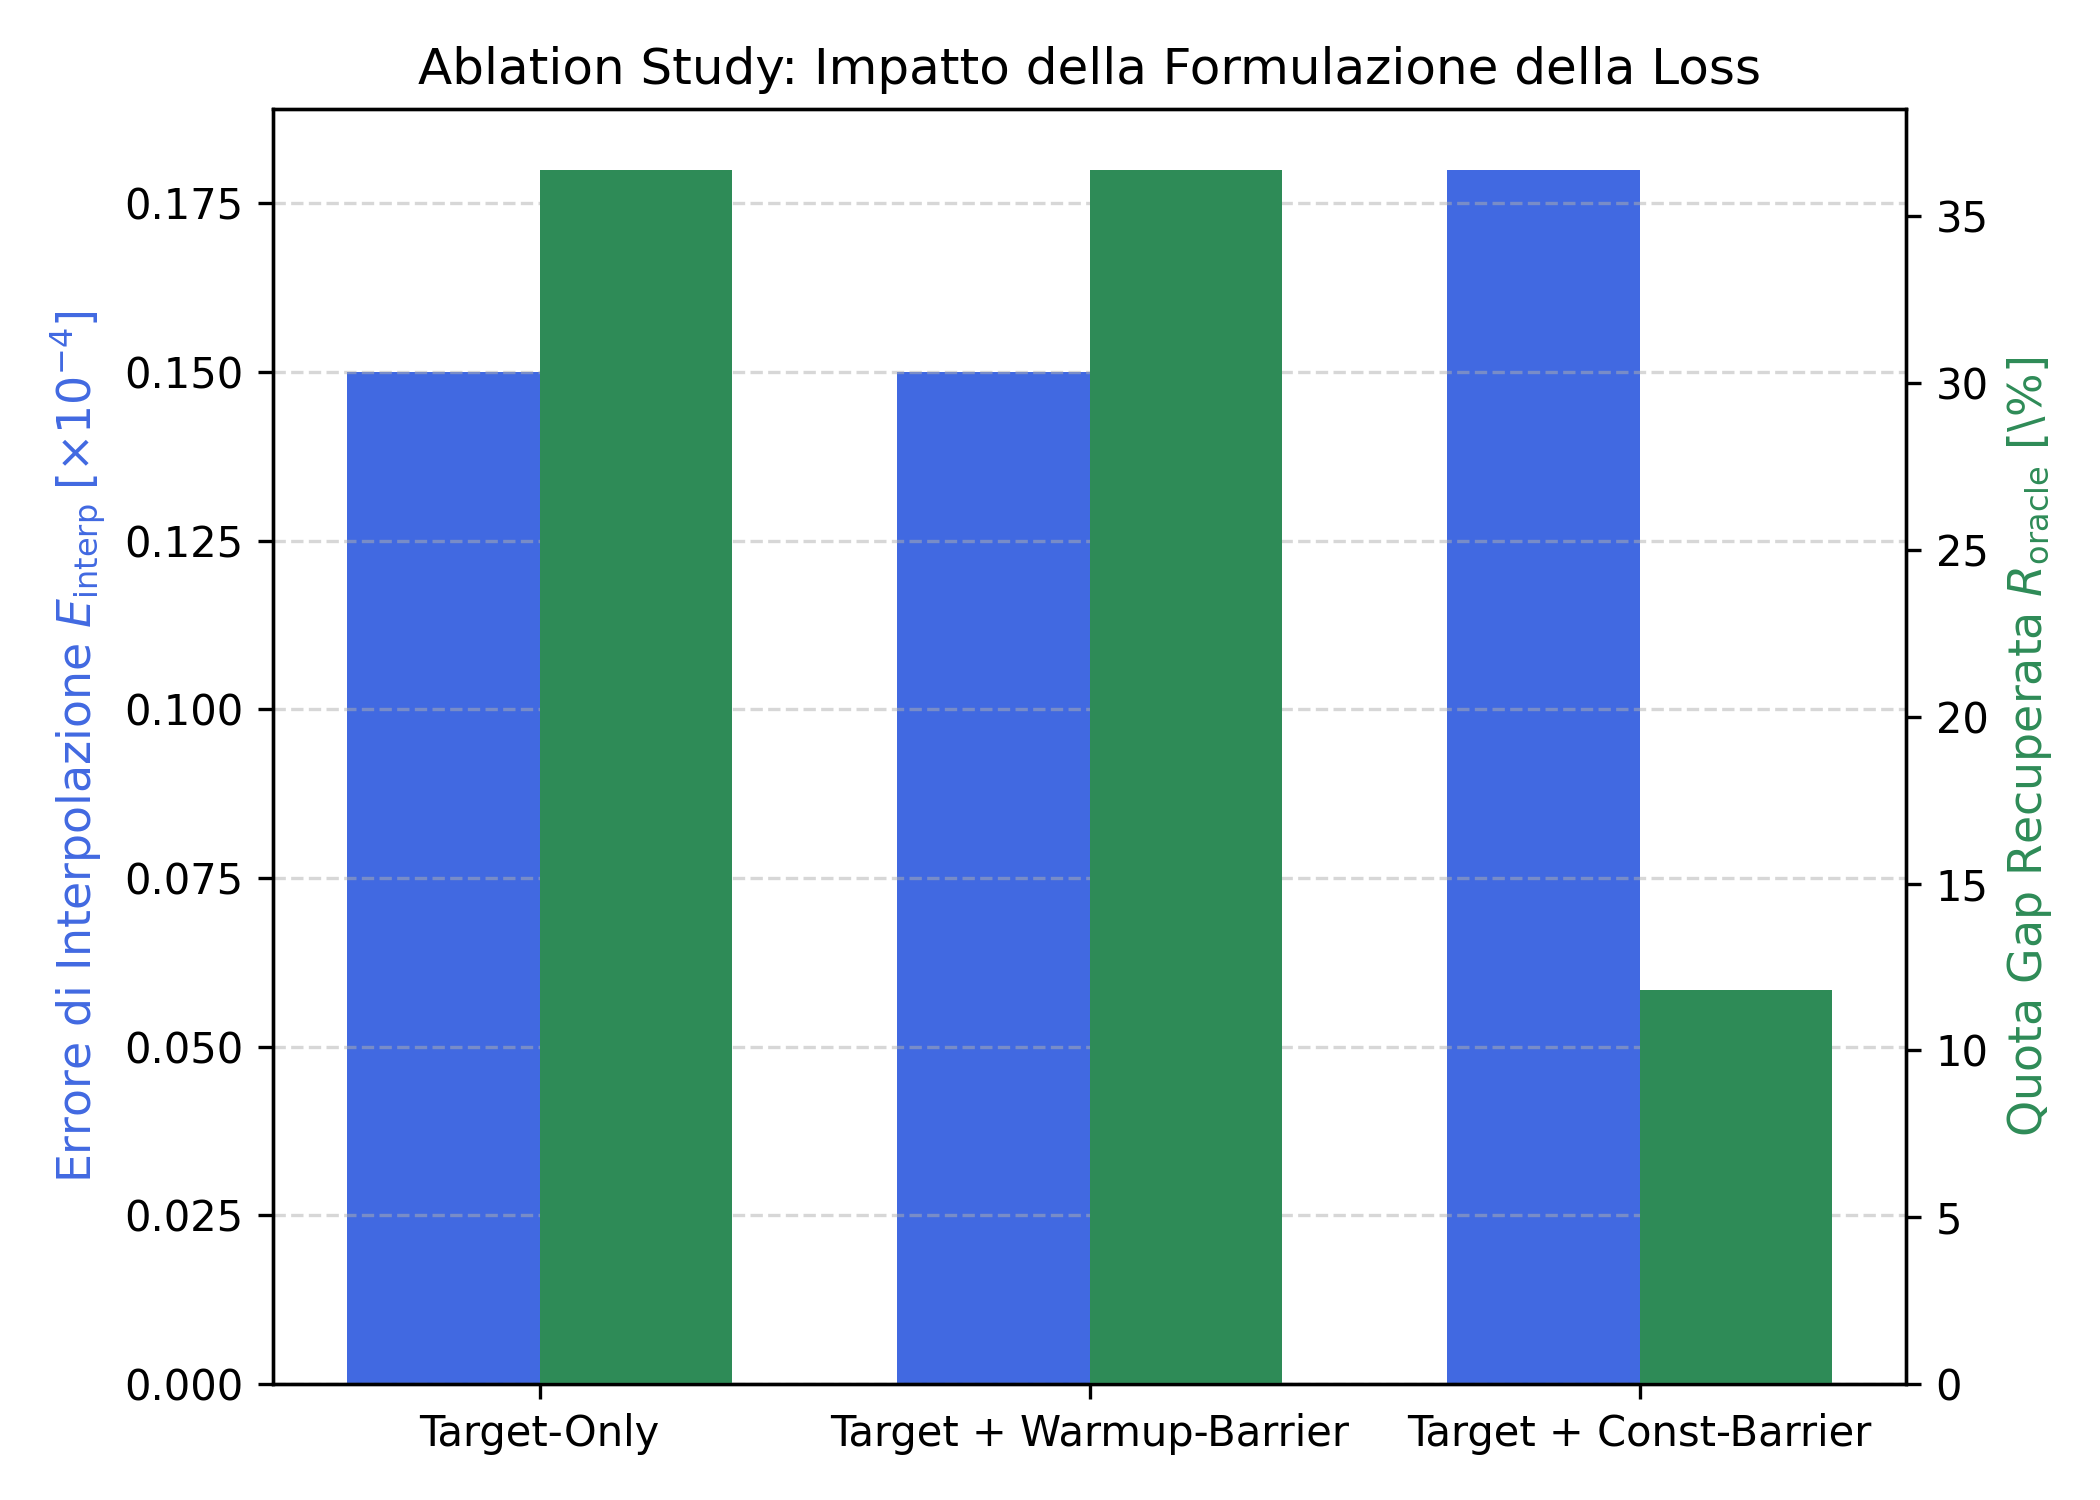 Ablation Study: Impatto della Formulazione della Loss
Errore di Interpolazione E_interp [×10⁻⁴]
0.175
0.150
0.125
0.100
0.075
0.050
0.025
0.000
35
30
25
20
15
10
5
0
Quota Gap Recuperata R_oracle [\%]
Target-Only
Target + Warmup-Barrier
Target + Const-Barrier